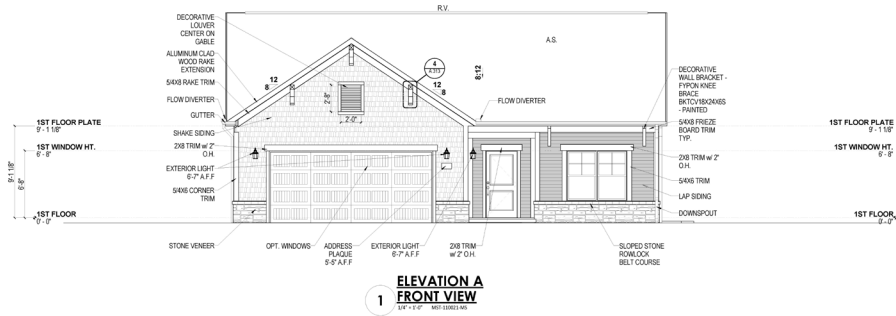 R.V.
A.S.
DECORATIVE
LOUVER
CENTER ON
GABLE
ALUMINUM CLAD
WOOD RAKE
EXTENSION
5/4X8 RAKE TRIM
FLOW DIVERTER
GUTTER
1ST FLOOR PLATE
9' - 1 1/8"
SHAKE SIDING
1ST WINDOW HT.
6' - 8"
2X8 TRIM w/ 2"
O.H.
EXTERIOR LIGHT
6'-7" A.F.F
5/4X6 CORNER
TRIM
9'-1 1/8"
6'-8"
1ST FLOOR
0' - 0"
STONE VENEER
12
8
2'-8"
2'-0"
12
8
4
A-313
8:12
FLOW DIVERTER
DECORATIVE
WALL BRACKET -
FYPON KNEE
BRACE
BKTCV18X24X6S
- PAINTED
5/4X8 FRIEZE
BOARD TRIM
TYP.
1ST FLOOR PLATE
9' - 1 1/8"
1ST WINDOW HT.
6' - 8"
2X8 TRIM w/ 2"
O.H.
5/4X6 TRIM
LAP SIDING
DOWNSPOUT
1ST FLOOR
0' - 0"
OPT. WINDOWS
ADDRESS
PLAQUE
5'-5" A.F.F
EXTERIOR LIGHT
6'-7" A.F.F
2X8 TRIM
w/ 2" O.H.
SLOPED STONE
ROWLOCK
BELT COURSE
1
ELEVATION A
FRONT VIEW
1/4" = 1'-0" MST-110021-MS